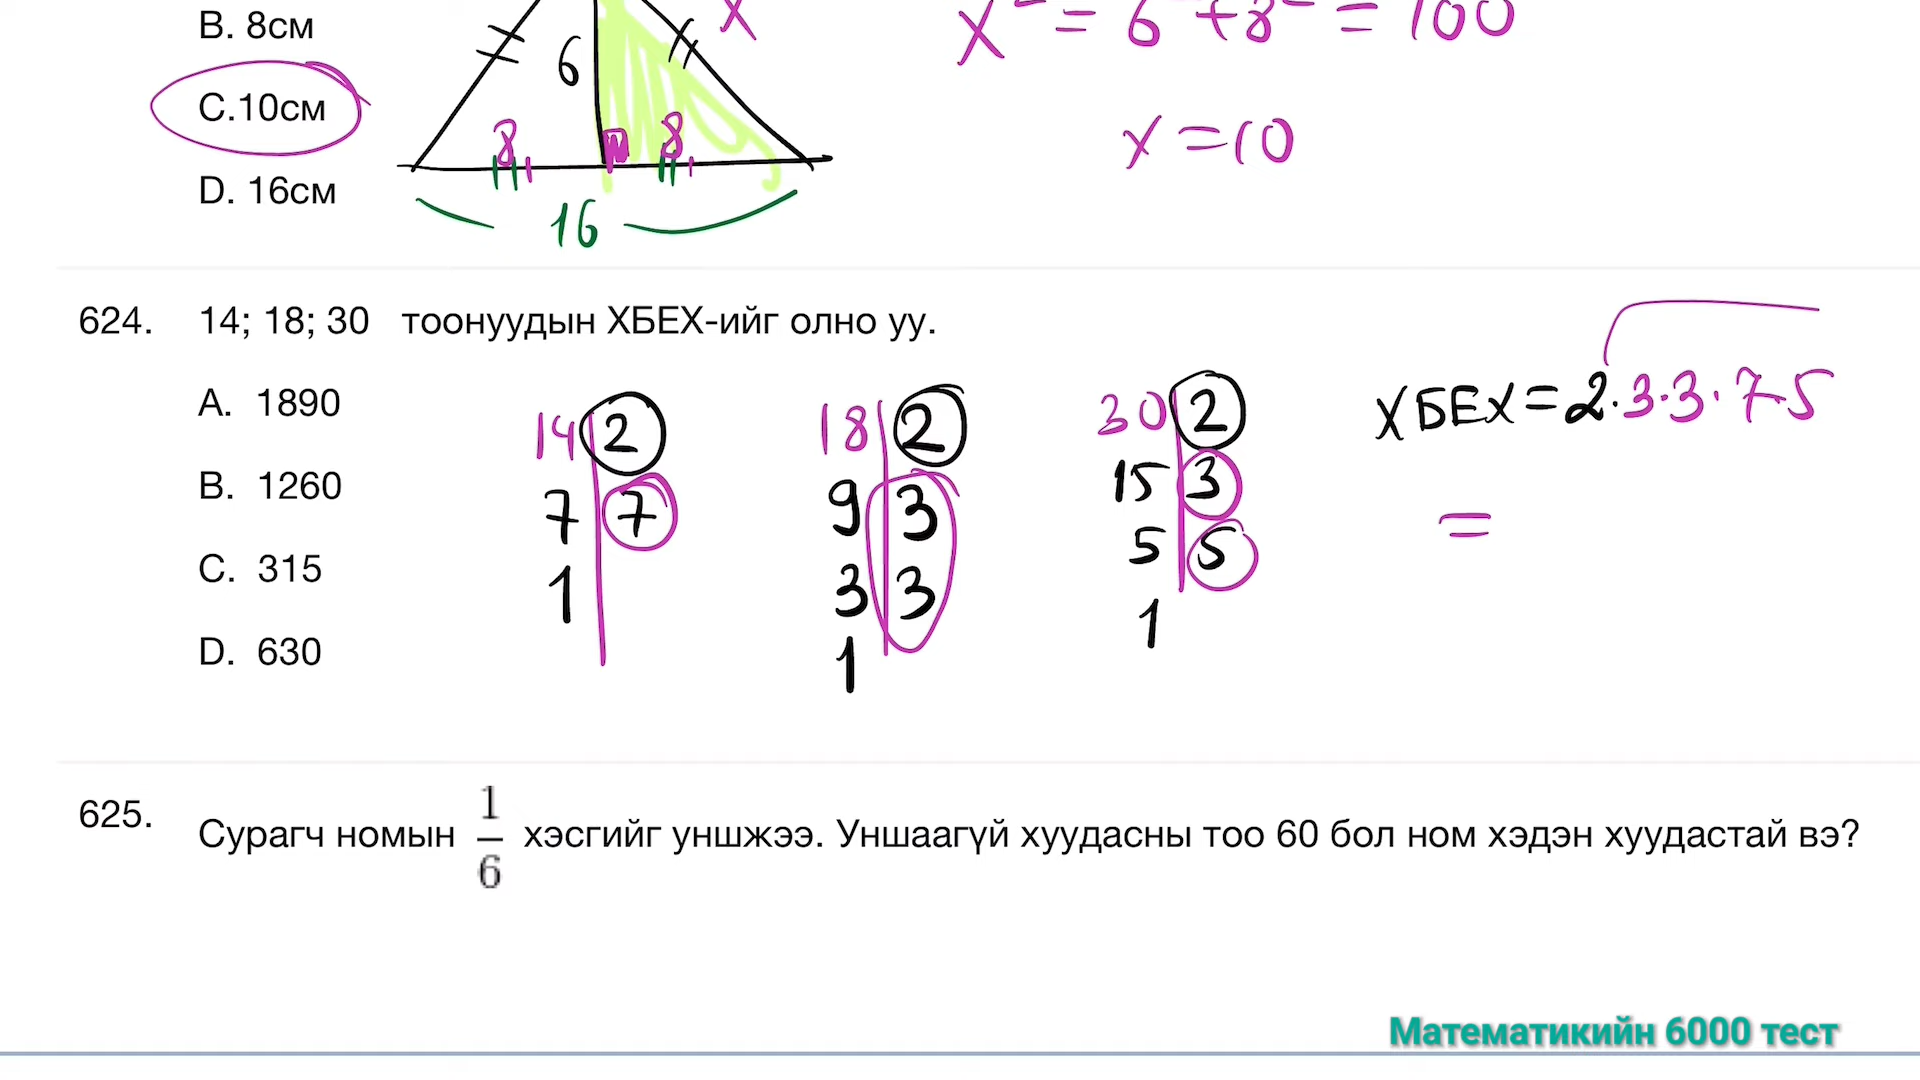 B. 8см
C.10см
D. 16см
6
8
8
16
x
x² = 6² + 8² = 100
x = 10
624. 14; 18; 30 тоонуудын ХБЕХ-ийг олно уу.
A. 1890
B. 1260
C. 315
D. 630
14 2
7 7
1
18 2
9 3
3 3
1
30 2
15 3
5 5
1
ХБЕХ = 2·3·3·7·5
=
625. Сурагч номын 1/6 хэсгийг уншжээ. Уншаагүй хуудасны тоо 60 бол ном хэдэн хуудастай вэ?
Математикийн 6000 тест